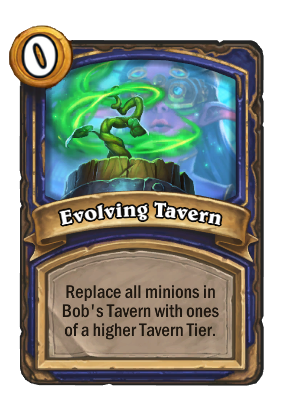 0
Evolving Tavern
Replace all minions in
Bob's Tavern with ones
of a higher Tavern Tier.